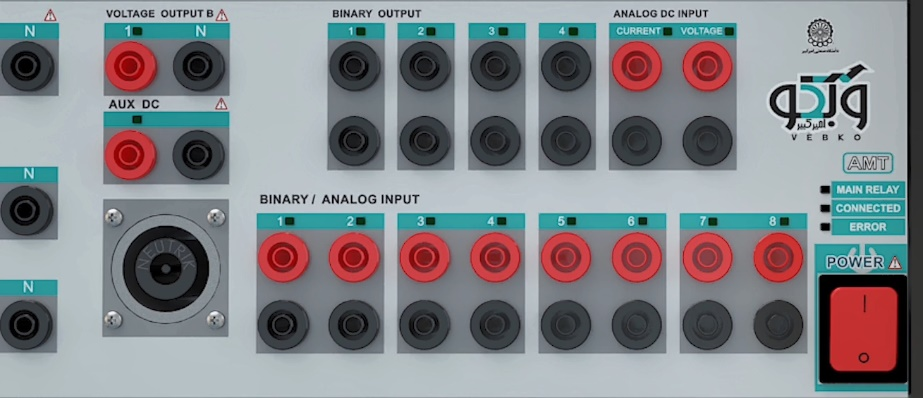 N
VOLTAGE OUTPUT B
1 N
AUX DC
BINARY OUTPUT
1 2 3 4
ANALOG DC INPUT
CURRENT VOLTAGE
وبکو
امیرکبیر
VEBKO
AMT
MAIN RELAY
CONNECTED
ERROR
POWER
N
N
NEUTRIK
BINARY / ANALOG INPUT
1 2 3 4 5 6 7 8